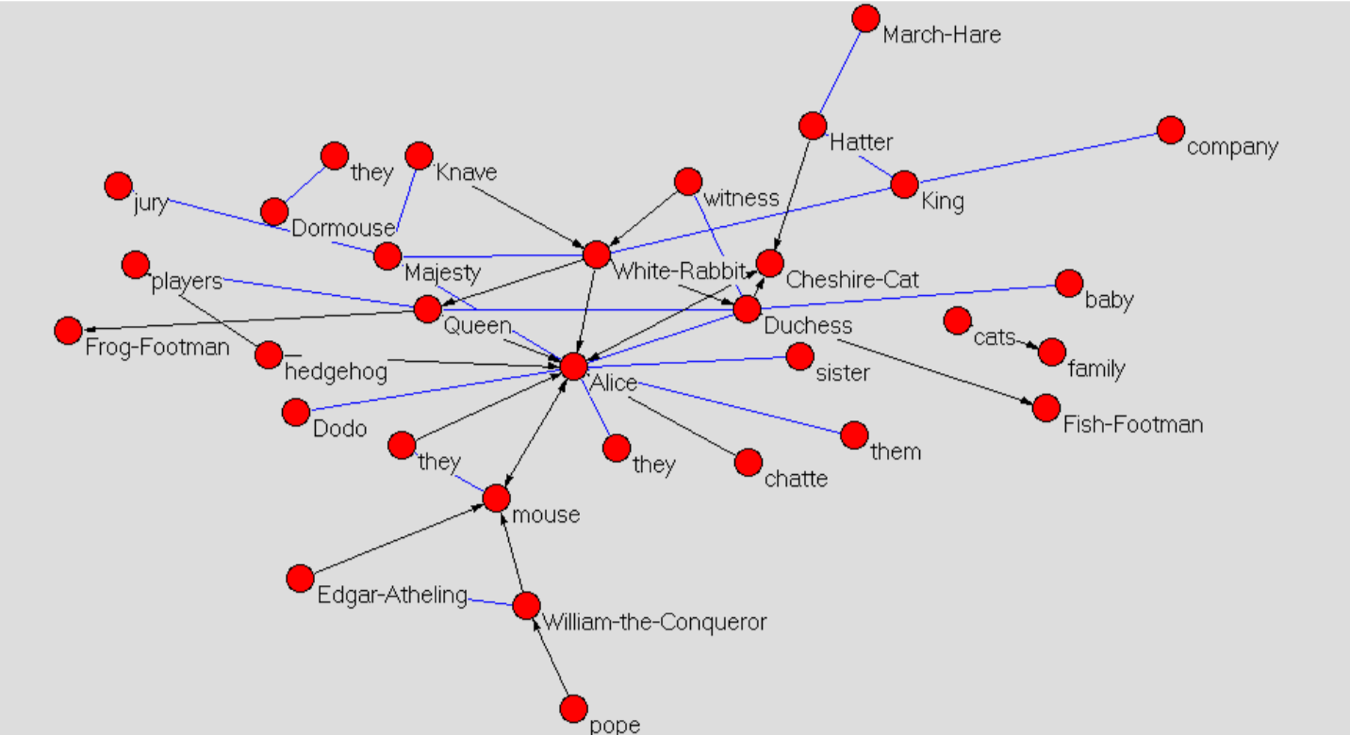 March-Hare
Hatter
company
they
Knave
witness
King
jury
Dormouse
Majesty
White-Rabbit
Cheshire-Cat
players
baby
Queen
Duchess
cats
Frog-Footman
hedgehog
Alice
sister
family
Dodo
Fish-Footman
they
they
them
chatte
mouse
Edgar-Atheling
William-the-Conqueror
pope